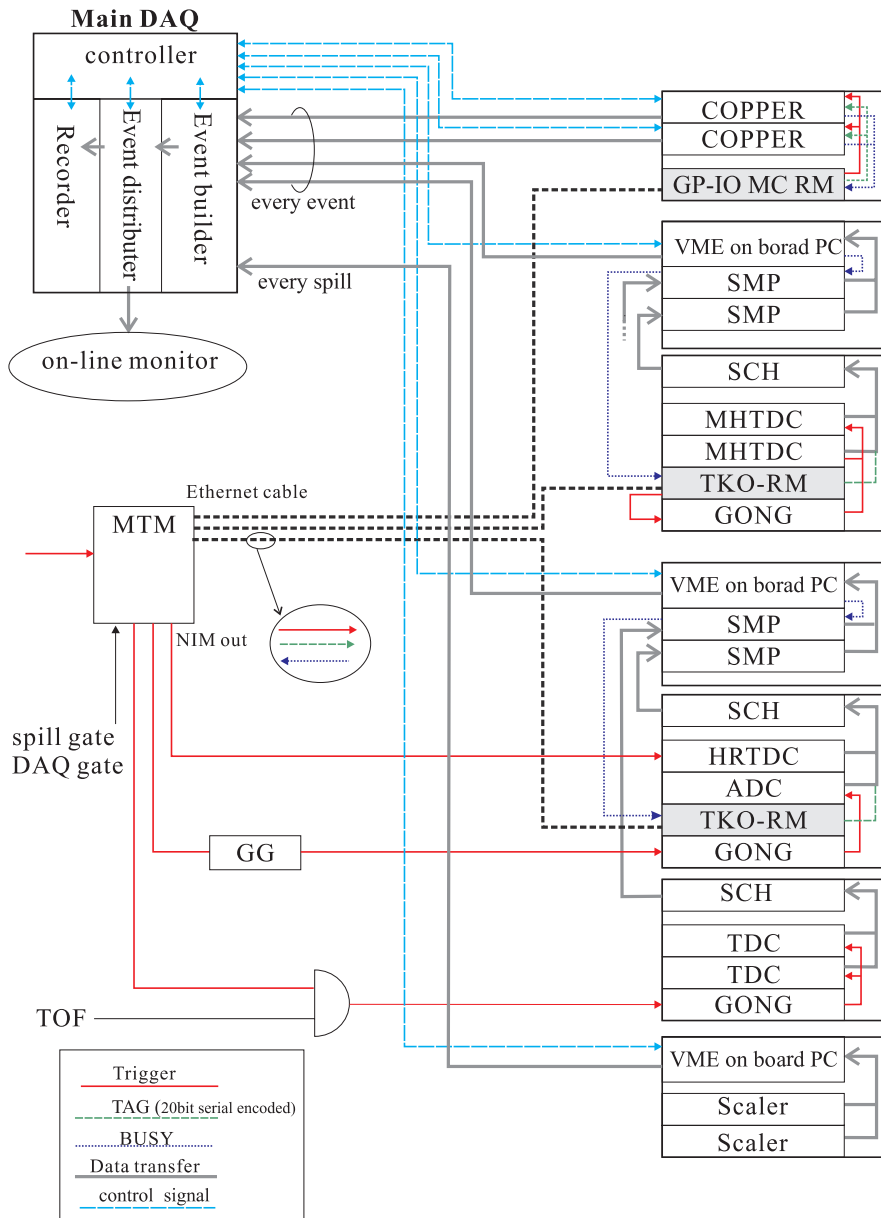 Main DAQ
controller
Recorder
Event distributer
Event builder
every event
every spill
on-line monitor
COPPER
COPPER
GP-IO MC RM
VME on borad PC
SMP
SMP
SCH
MHTDC
MHTDC
TKO-RM
GONG
Ethernet cable
MTM
NIM out
spill gate
DAQ gate
VME on borad PC
SMP
SMP
SCH
HRTDC
ADC
TKO-RM
GONG
GG
SCH
TDC
TDC
GONG
TOF
VME on board PC
Scaler
Scaler
Trigger
TAG (20bit serial encoded)
BUSY
Data transfer
control signal